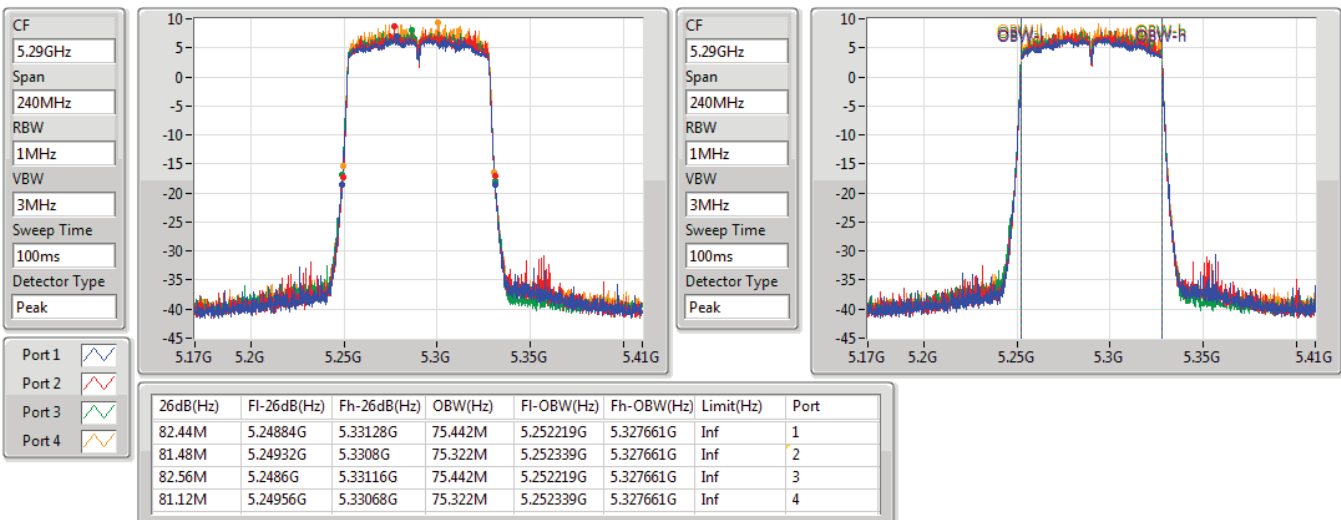 CF
5.29GHz
Span
240MHz
RBW
1MHz
VBW
3MHz
Sweep Time
100ms
Detector Type
Peak
10
5
0
-5
-10
-15
-20
-25
-30
-35
-40
-45
5.17G 5.2G 5.25G 5.3G 5.35G 5.41G
CF
5.29GHz
Span
240MHz
RBW
1MHz
VBW
3MHz
Sweep Time
100ms
Detector Type
Peak
10
5
0
-5
-10
-15
-20
-25
-30
-35
-40
-45
OBW-l OBW-h
5.17G 5.2G 5.25G 5.3G 5.35G 5.41G
Port 1
Port 2
Port 3
Port 4
26dB(Hz) Fl-26dB(Hz) Fh-26dB(Hz) OBW(Hz) Fl-OBW(Hz) Fh-OBW(Hz) Limit(Hz) Port
82.44M 5.24884G 5.33128G 75.442M 5.252219G 5.327661G Inf 1
81.48M 5.24932G 5.3308G 75.322M 5.252339G 5.327661G Inf 2
82.56M 5.2486G 5.33116G 75.442M 5.252219G 5.327661G Inf 3
81.12M 5.24956G 5.33068G 75.322M 5.252339G 5.327661G Inf 4